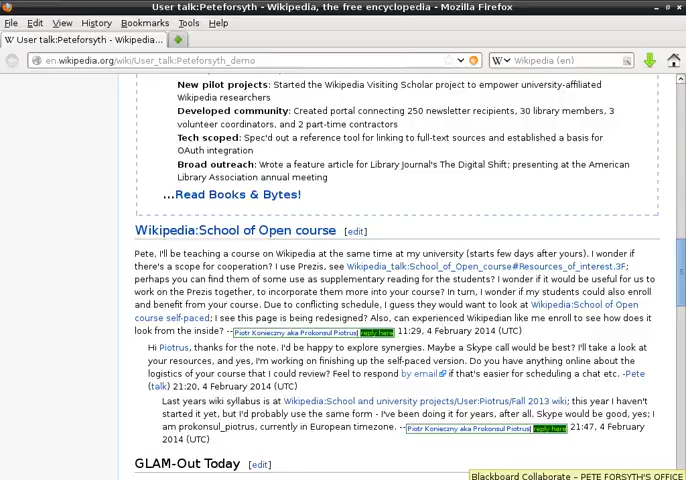 User talk:Peteforsyth - Wikipedia, the free encyclopedia - Mozilla Firefox
File Edit View History Bookmarks Tools Help
W User talk:Peteforsyth - Wikipedia...
en.wikipedia.org/wiki/User_talk:Peteforsyth_demo
W Wikipedia (en)
New pilot projects: Started the Wikipedia Visiting Scholar project to empower university-affiliated
Wikipedia researchers
Developed community: Created portal connecting 250 newsletter recipients, 30 library members, 3
volunteer coordinators, and 2 part-time contractors
Tech scoped: Spec'd out a reference tool for linking to full-text sources and established a basis for
OAuth integration
Broad outreach: Wrote a feature article for Library Journal's The Digital Shift; presenting at the American
Library Association annual meeting
...Read Books & Bytes!
Wikipedia:School of Open course [edit]
Pete, I'll be teaching a course on Wikipedia at the same time at my university (starts few days after yours). I wonder if
there's a scope for cooperation? I use Prezis, see Wikipedia_talk:School_of_Open_course#Resources_of_interest.3F;
perhaps you can find them of some use as supplementary reading for the students? I wonder if it would be useful for us to
work on the Prezis together, to incorporate them more into your course? In turn, I wonder if my students could also enroll
and benefit from your course. Due to conflicting schedule, I guess they would want to look at Wikipedia:School of Open
course self-paced; I see this page is being redesigned? Also, can experienced Wikipedian like me enroll to see how does it
look from the inside? --Piotr Konieczny aka Prokonsul Piotrus| reply here 11:29, 4 February 2014 (UTC)
Hi Piotrus, thanks for the note. I'd be happy to explore synergies. Maybe a Skype call would be best? I'll take a look at
your resources, and yes, I'm working on finishing up the self-paced version. Do you have anything online about the
logistics of your course that I could review? Feel to respond by email if that's easier for scheduling a chat etc. -Pete
(talk) 21:20, 4 February 2014 (UTC)
Last years wiki syllabus is at Wikipedia:School and university projects/User:Piotrus/Fall 2013 wiki; this year I haven't
started it yet, but I'd probably use the same form - I've been doing it for years, after all. Skype would be good, yes; I
am prokonsul_piotrus, currently in European timezone. --Piotr Konieczny aka Prokonsul Piotrus| reply here 21:47, 4 February
2014 (UTC)
GLAM-Out Today [edit]
Blackboard Collaborate – PETE FORSYTH'S OFFICE